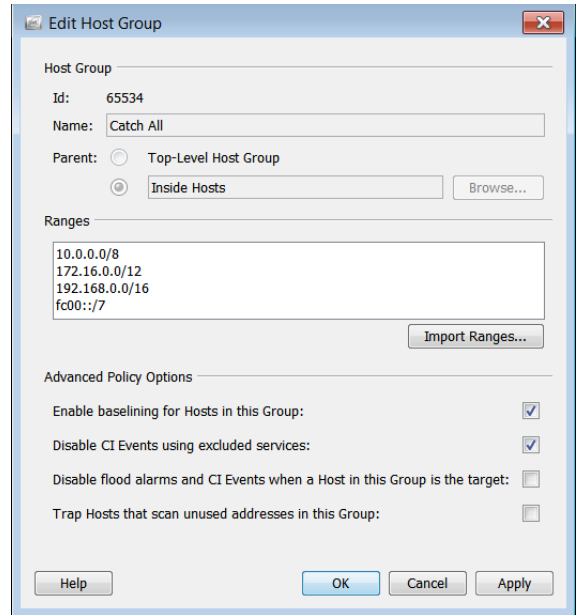 Edit Host Group
Host Group
Id: 65534
Name: Catch All
Parent: Top-Level Host Group
Inside Hosts Browse...
Ranges
10.0.0.0/8
172.16.0.0/12
192.168.0.0/16
fc00::/7
Import Ranges...
Advanced Policy Options
Enable baselining for Hosts in this Group:
Disable CI Events using excluded services:
Disable flood alarms and CI Events when a Host in this Group is the target:
Trap Hosts that scan unused addresses in this Group:
Help OK Cancel Apply